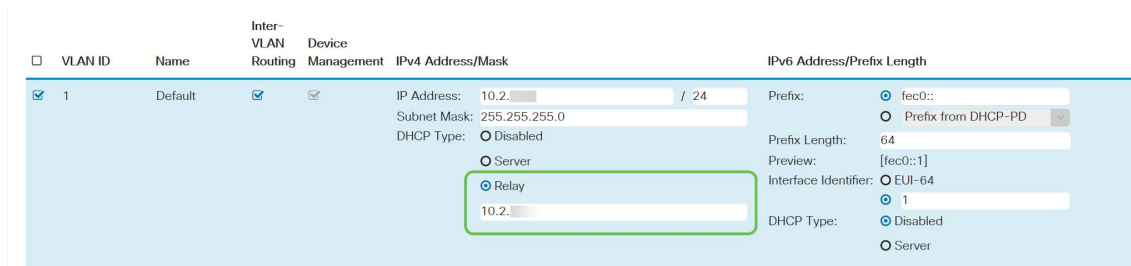 Inter-
VLAN Device
VLAN ID Name Routing Management IPv4 Address/Mask IPv6 Address/Prefix Length
1 Default IP Address: 10.2. / 24 Prefix: fec0::
Subnet Mask: 255.255.255.0 Prefix from DHCP-PD
DHCP Type: Disabled Prefix Length: 64
Server Preview: [fec0::1]
Relay Interface Identifier: EUI-64
10.2. 1
DHCP Type: Disabled
Server